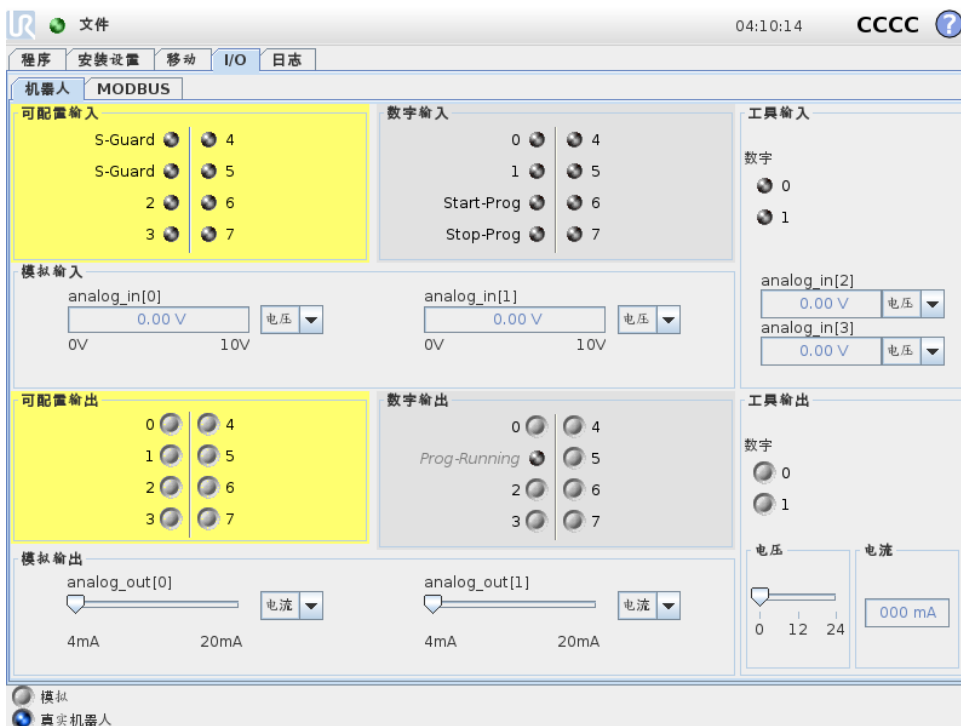 UR 文件 04:10:14 CCCC ?
程序 安装设置 移动 I/O 日志
机器人 MODBUS
可配置输入
S-Guard 4
S-Guard 5
2 6
3 7
数字输入
0 4
1 5
Start-Prog 6
Stop-Prog 7
工具输入
数字
0
1
analog_in[2]
0.00 V 电压
analog_in[3]
0.00 V 电压
模拟输入
analog_in[0]
0.00 V 电压
0V 10V
analog_in[1]
0.00 V 电压
0V 10V
可配置输出
0 4
1 5
2 6
3 7
数字输出
0 4
Prog-Running 5
2 6
3 7
工具输出
数字
0
1
电压
0 12 24
电流
000 mA
模拟输出
analog_out[0]
电流
4mA 20mA
analog_out[1]
电流
4mA 20mA
模拟
真实机器人